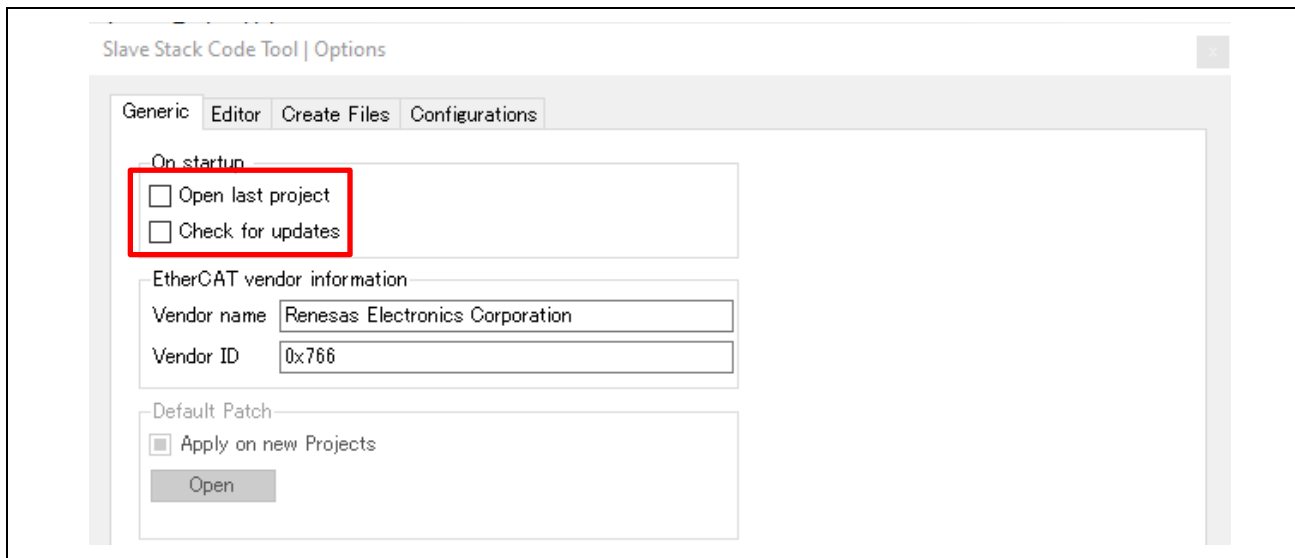 Slave Stack Code Tool | Options
x
Generic Editor Create Files Configurations
On startup
Open last project
Check for updates
EtherCAT vendor information
Vendor name Renesas Electronics Corporation
Vendor ID 0x766
Default Patch
Apply on new Projects
Open